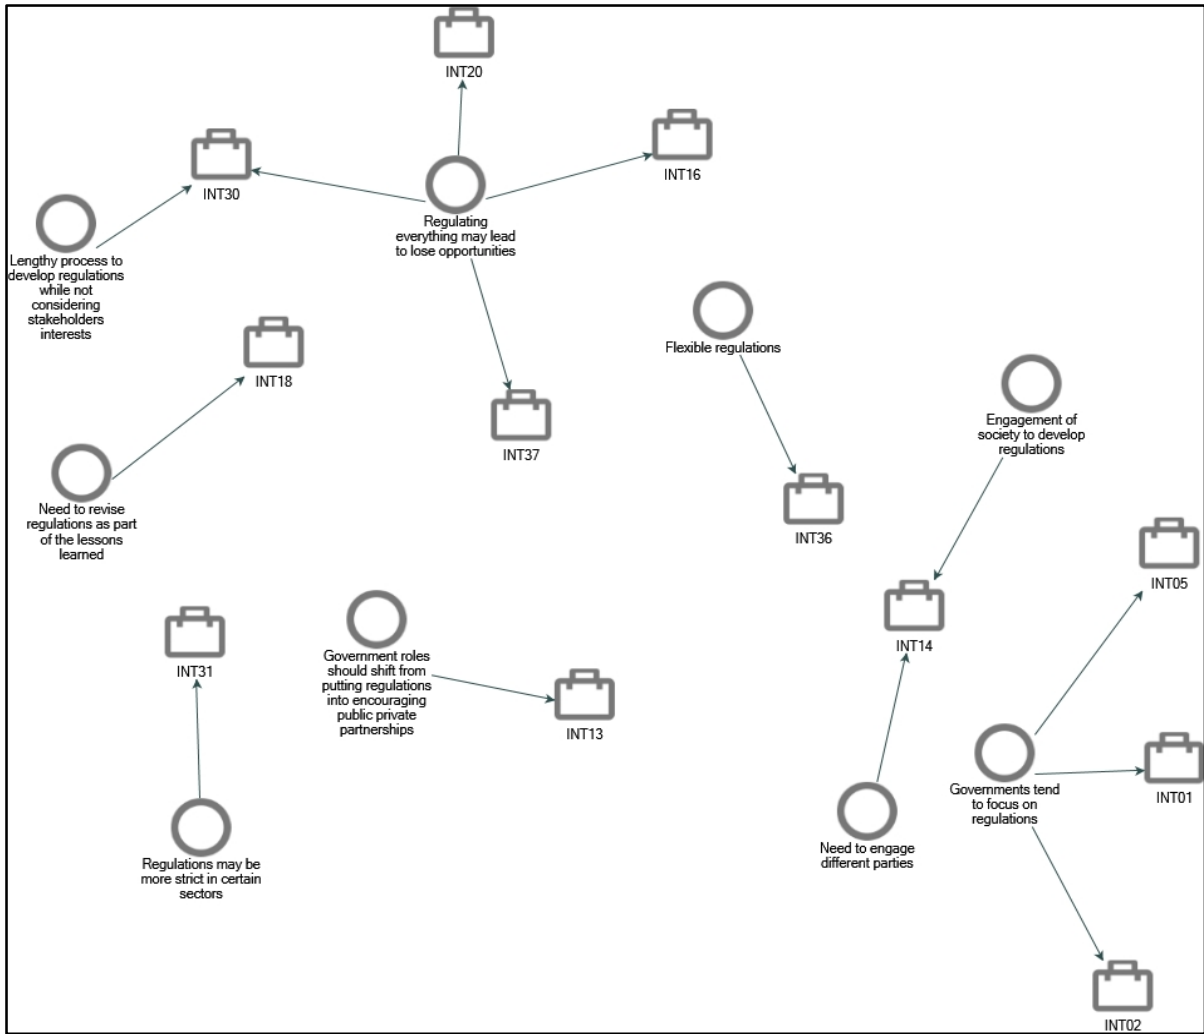 INT20
INT16
INT30
Regulating
everything may lead
to lose opportunities
Lengthy process to
develop regulations
while not
considering
stakeholders
interests
Flexible regulations
INT18
Engagement of
society to develop
regulations
INT37
Need to revise
regulations as part
of the lessons
learned
INT36
INT05
INT14
INT31
Government roles
should shift from
putting regulations
into encouraging
public private
partnerships
INT13
Governments tend
to focus on
regulations
INT01
Need to engage
different parties
Regulations may be
more strict in certain
sectors
INT02